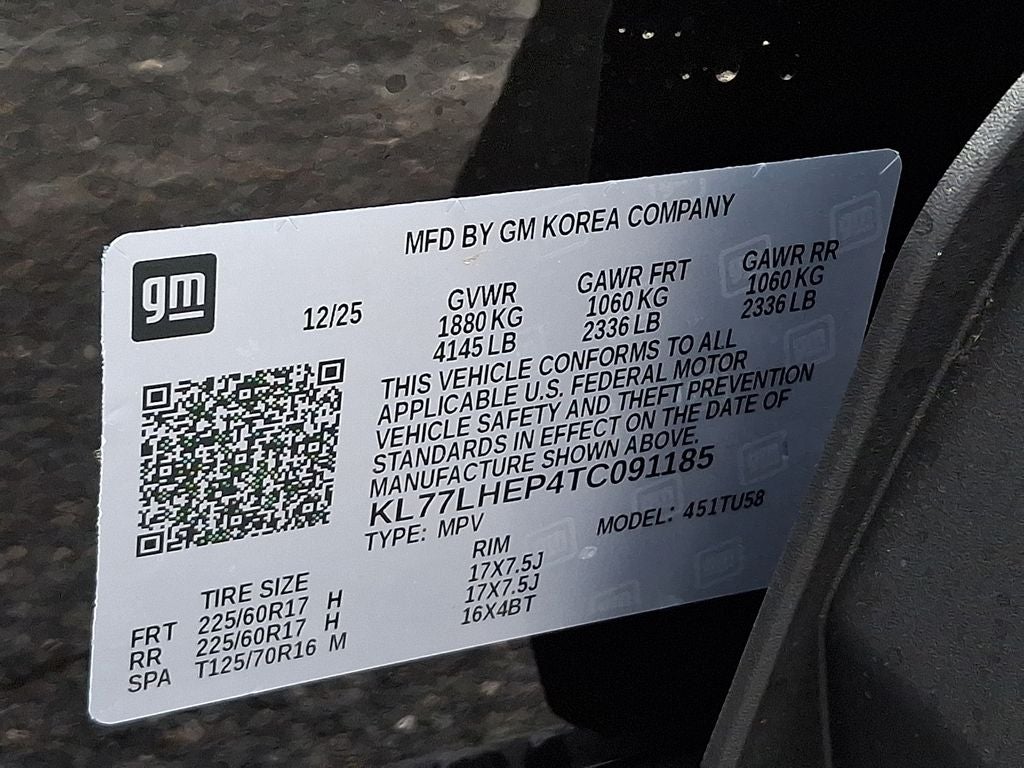 MFD BY GM KOREA COMPANY
gm
12/25
GVWR
1880 KG
4145 LB
GAWR FRT
1060 KG
2336 LB
GAWR RR
1060 KG
2336 LB
THIS VEHICLE CONFORMS TO ALL
APPLICABLE U.S. FEDERAL MOTOR
VEHICLE SAFETY AND THEFT PREVENTION
STANDARDS IN EFFECT ON THE DATE OF
MANUFACTURE SHOWN ABOVE.
KL77LHEP4TC091185
TYPE: MPV
MODEL: 451TU58
TIRE SIZE
RIM
FRT 225/60R17 H 17X7.5J
RR 225/60R17 H 17X7.5J
SPA T125/70R16 M 16X4BT